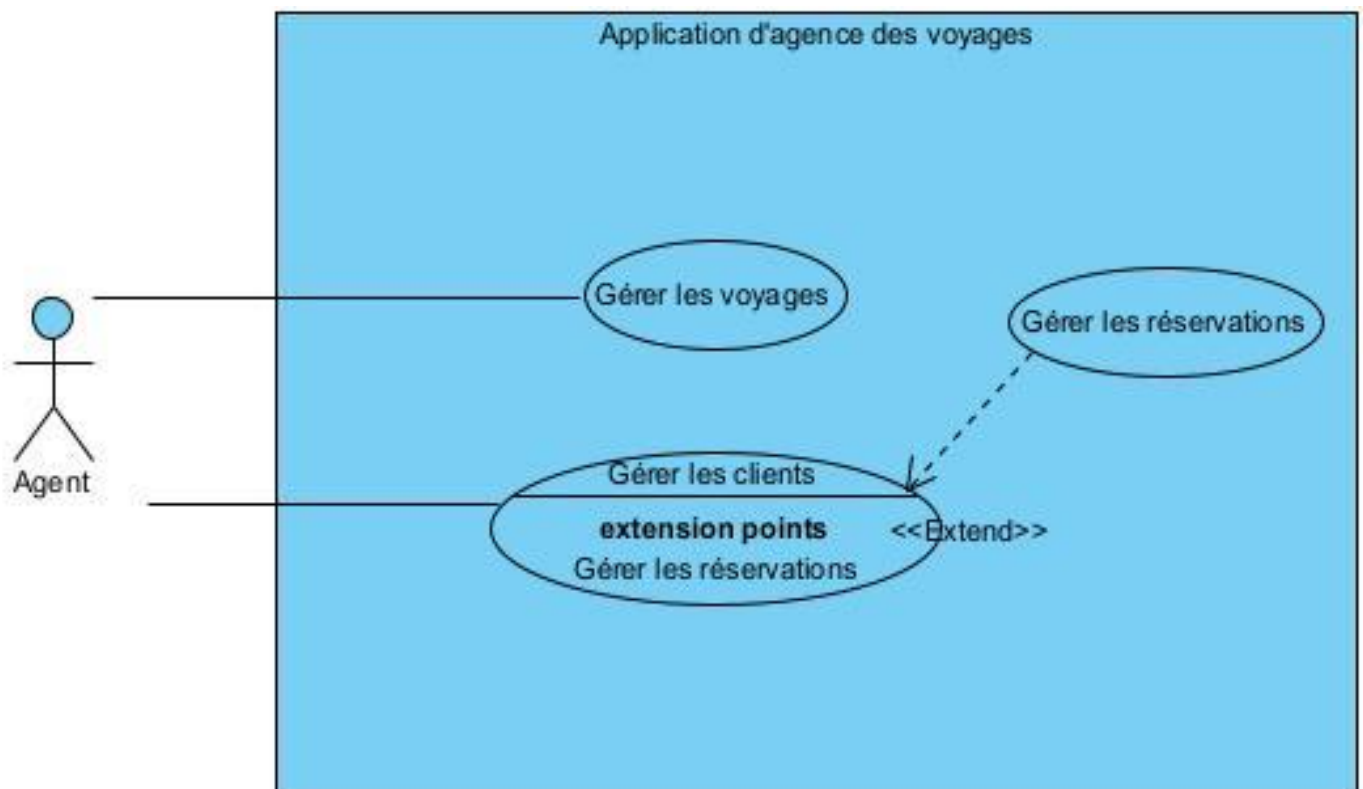 Application d'agence des voyages
Gérer les voyages
Gérer les réservations
Agent
Gérer les clients
extension points
<<Extend>>
Gérer les réservations